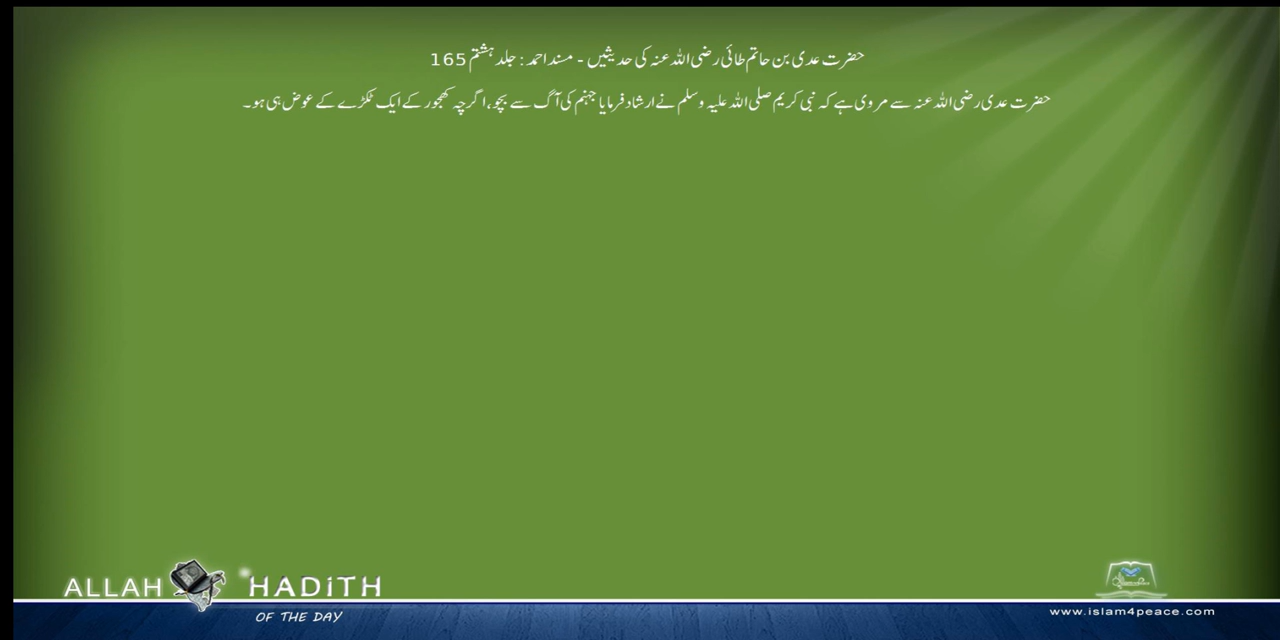 حضرت عدی بن حاتم طائی رضی اللہ عنہ کی حدیثیں - مسند احمد : جلد ہشتم 165
حضرت عدی رضی اللہ عنہ سے مروی ہے کہ نبی کریم صلی اللہ علیہ وسلم نے ارشاد فرمایا جہنم کی آگ سے بچو، اگرچہ کھجور کے ایک ٹکڑے کے عوض ہی ہو۔
ALLAH HADITH
OF THE DAY
www.islam4peace.com